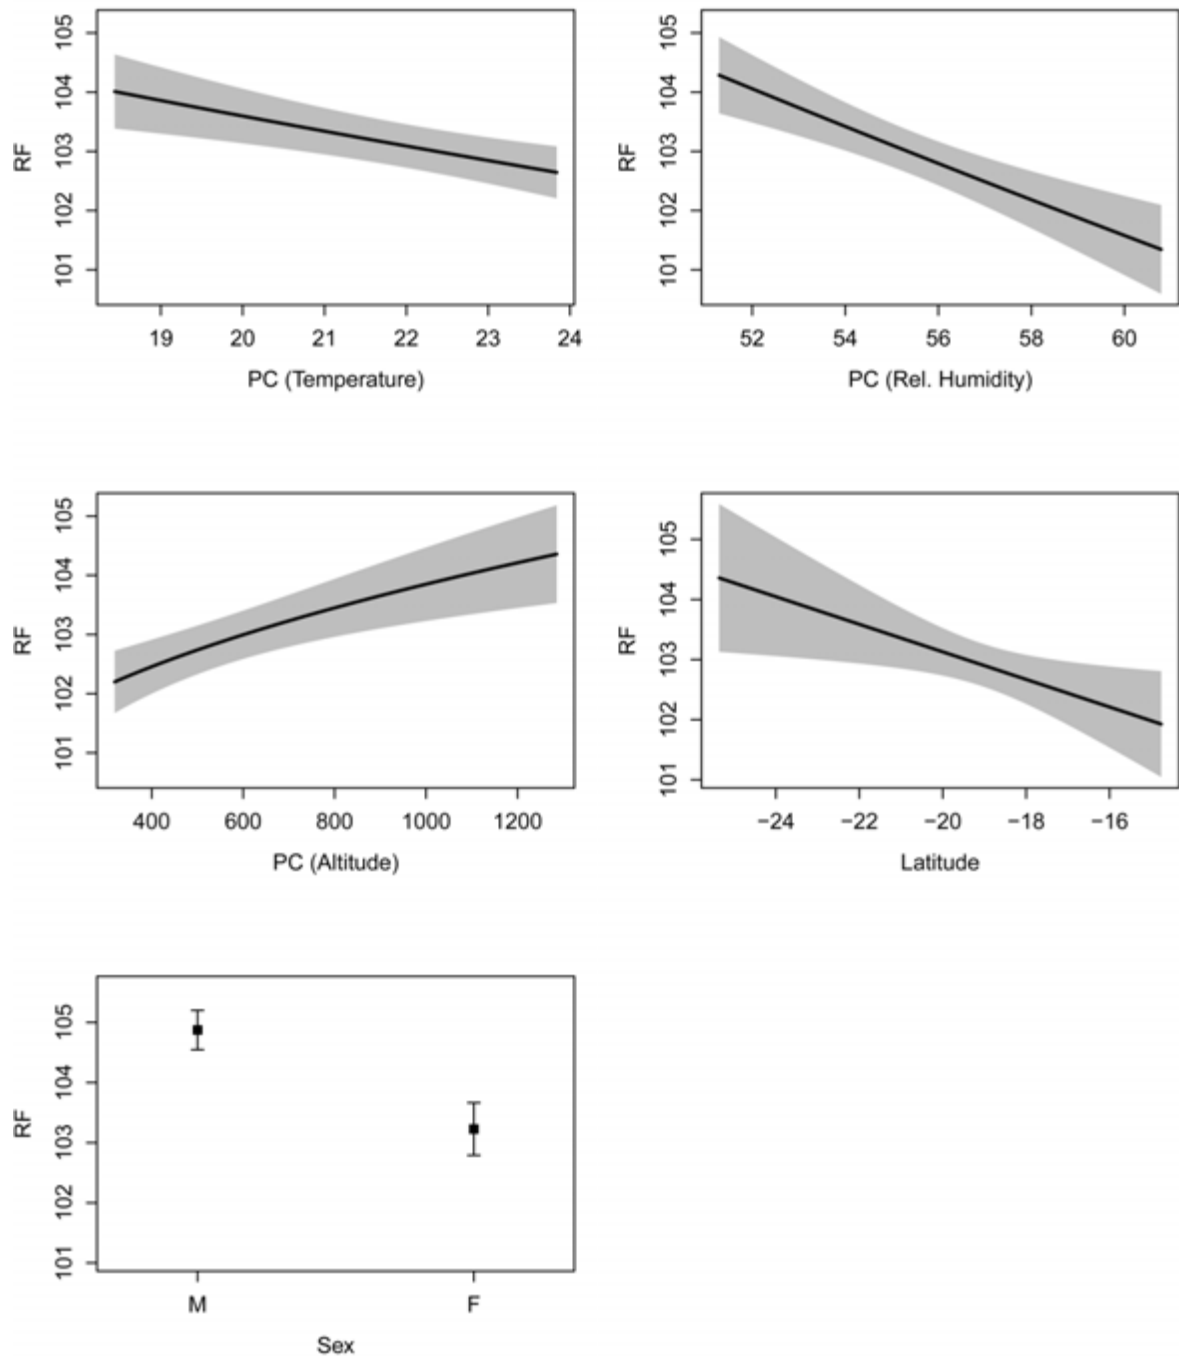 RF
105
104
103
102
101
19 20 21 22 23 24
PC (Temperature)
RF
105
104
103
102
101
52 54 56 58 60
PC (Rel. Humidity)
RF
105
104
103
102
101
400 600 800 1000 1200
PC (Altitude)
RF
105
104
103
102
101
−24 −22 −20 −18 −16
Latitude
RF
105
104
103
102
101
M F
Sex